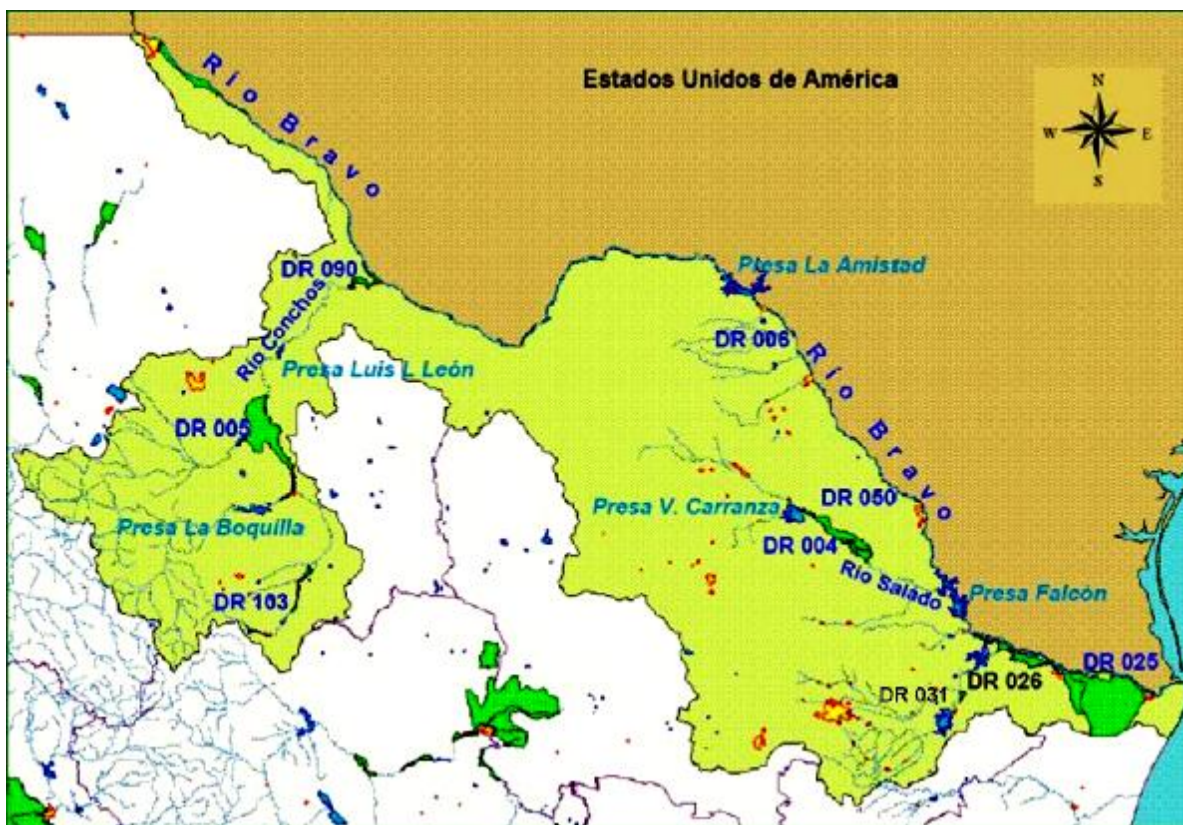 Río Bravo
Estados Unidos de América
N
W
E
S
DR 090
Río Conchos
Presa La Amistad
DR 006
Río Bravo
Presa Luis L León
DR 005
Presa La Boquilla
Presa V. Carranza
DR 050
DR 004
Río Salado
Presa Falcón
DR 103
DR 025
DR 026
DR 031